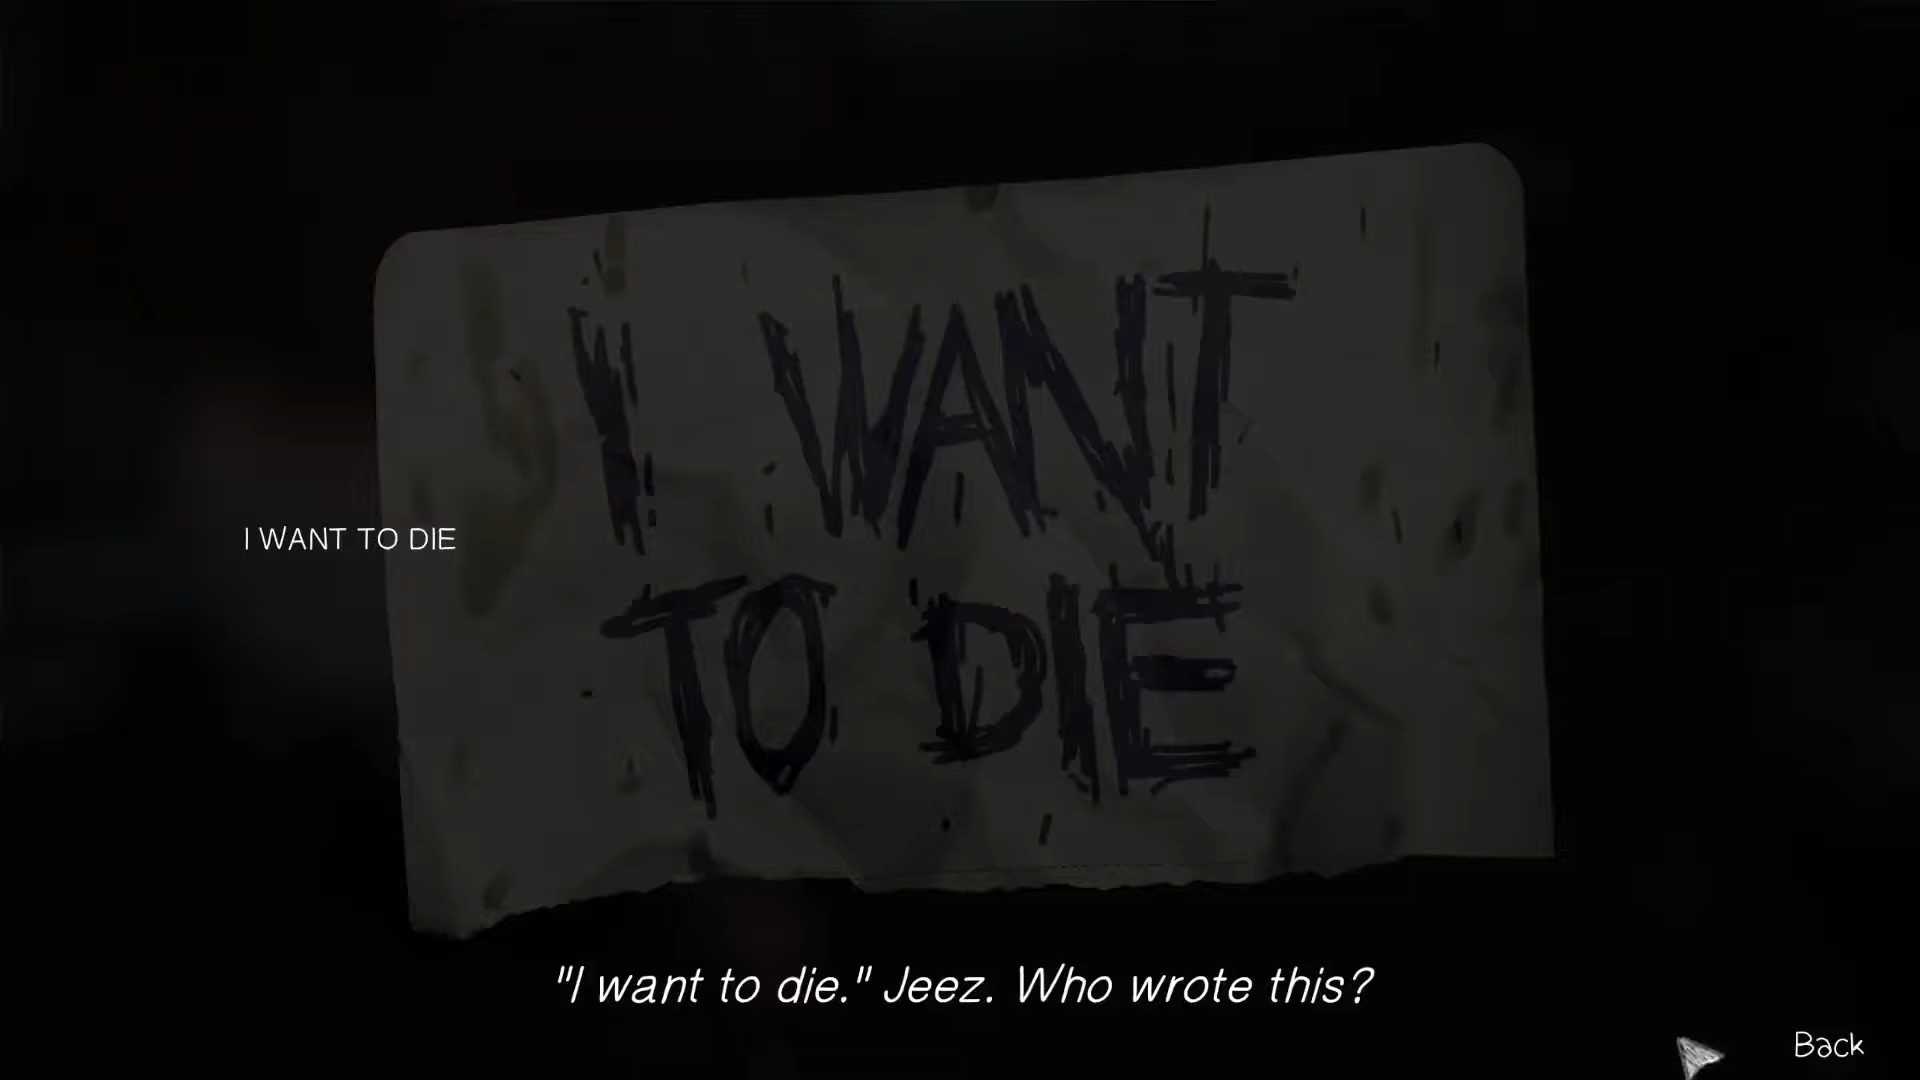 I WANT
TO DIE
I WANT TO DIE
"I want to die." Jeez. Who wrote this?
Back